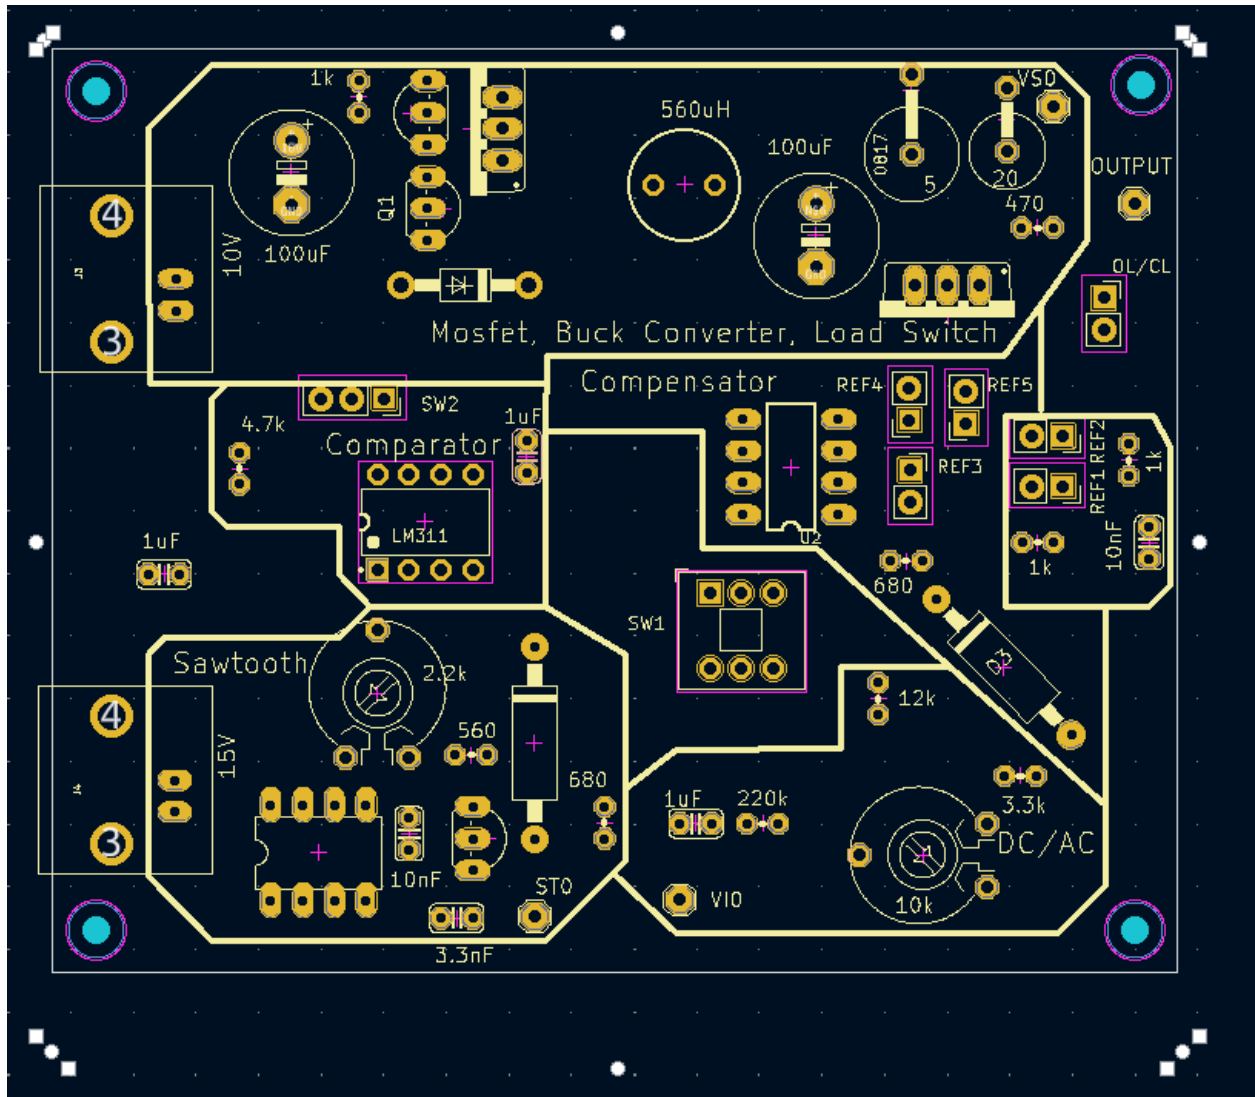 1k
VSO
560uH
100uF
0817
OUTPUT
5
20
4
Q1
470
10V
100uF
OL/CL
3
Mosfet, Buck Converter, Load Switch
Compensator
REF4
REF5
SW2
1uF
4.7k
Comparator
REF2
REF3
1k
REF1
LM311
U2
1uF
10nF
680
1k
SW1
Sawtooth
2.2k
D3
12k
4
15V
560
680
1uF
220k
3.3k
3
DC/AC
10nF
STO
VIO
10k
3.3nF